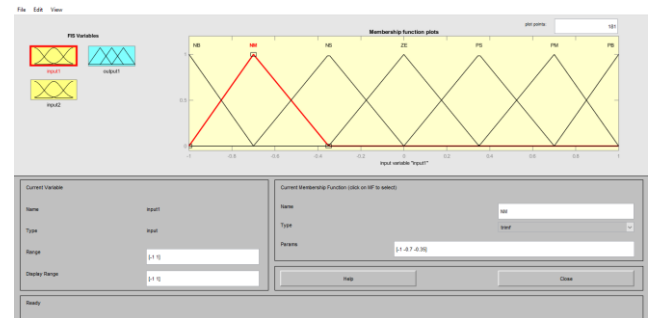 File Edit View
FIS Variables
Membership function plots
plot points:
181
NB NM NS ZE PS PM PB
1
0.5
0
input1 output1
input2
-1 -0.8 -0.6 -0.4 -0.2 0 0.2 0.4 0.6 0.8 1
input variable "input1"
Current Variable
Current Membership Function (click on MF to select)
Name input1
Name NM
Type input
Type trimf
Params [-1 -0.7 -0.35]
Range [-1 1]
Display Range [-1 1]
Help Close
Ready